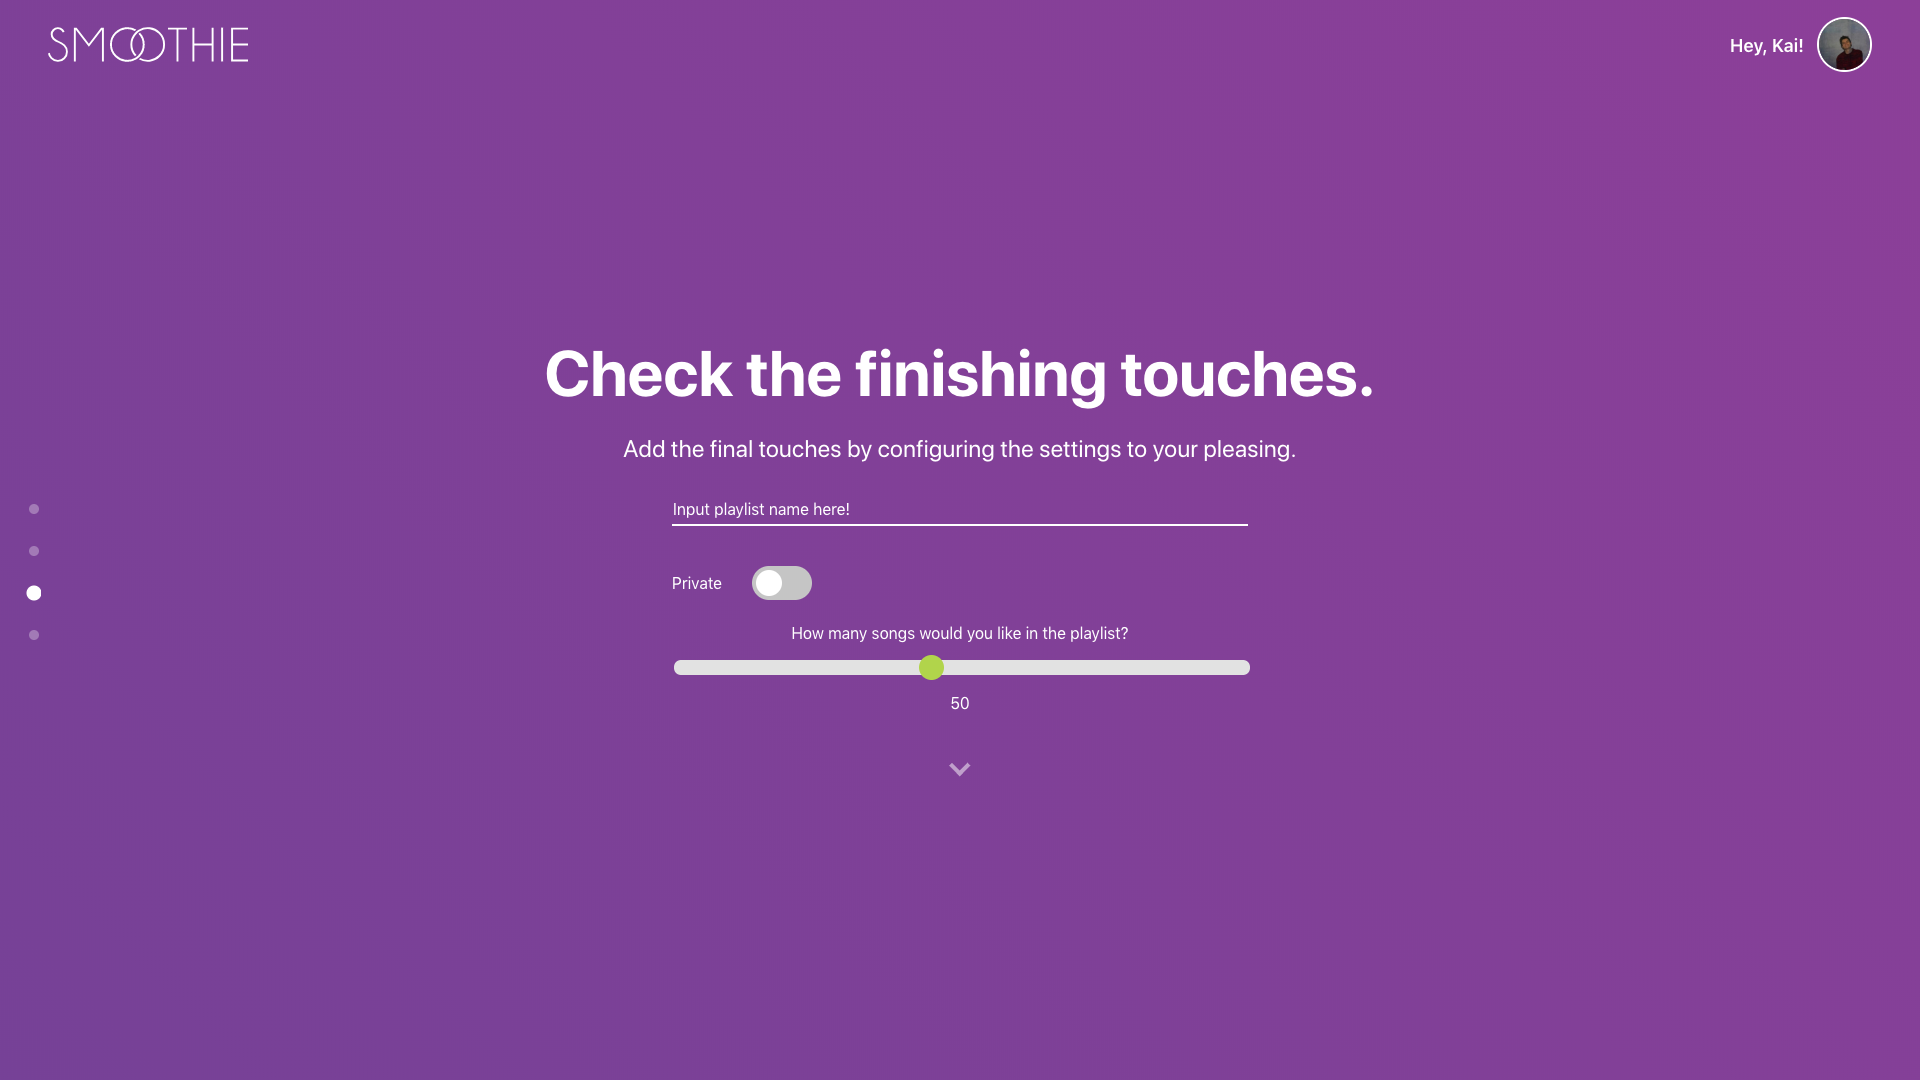 SMOOTHIE
Hey, Kai!
Check the finishing touches.
Add the final touches by configuring the settings to your pleasing.
Input playlist name here!
Private
How many songs would you like in the playlist?
50